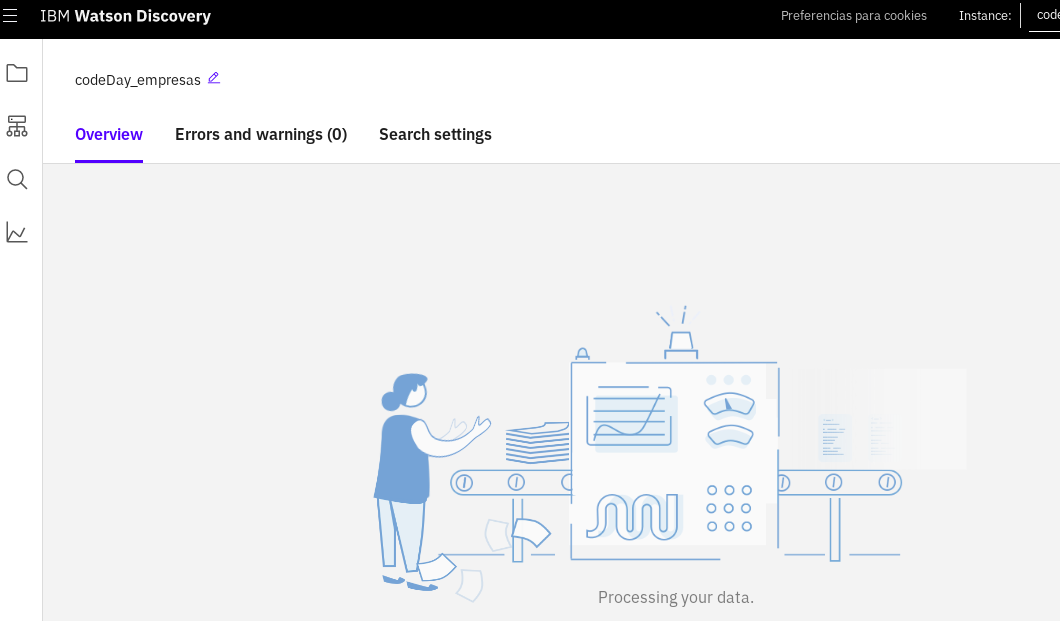 IBM Watson Discovery
Preferencias para cookies
Instance:
code
codeDay_empresas
Overview
Errors and warnings (0)
Search settings
Processing your data.